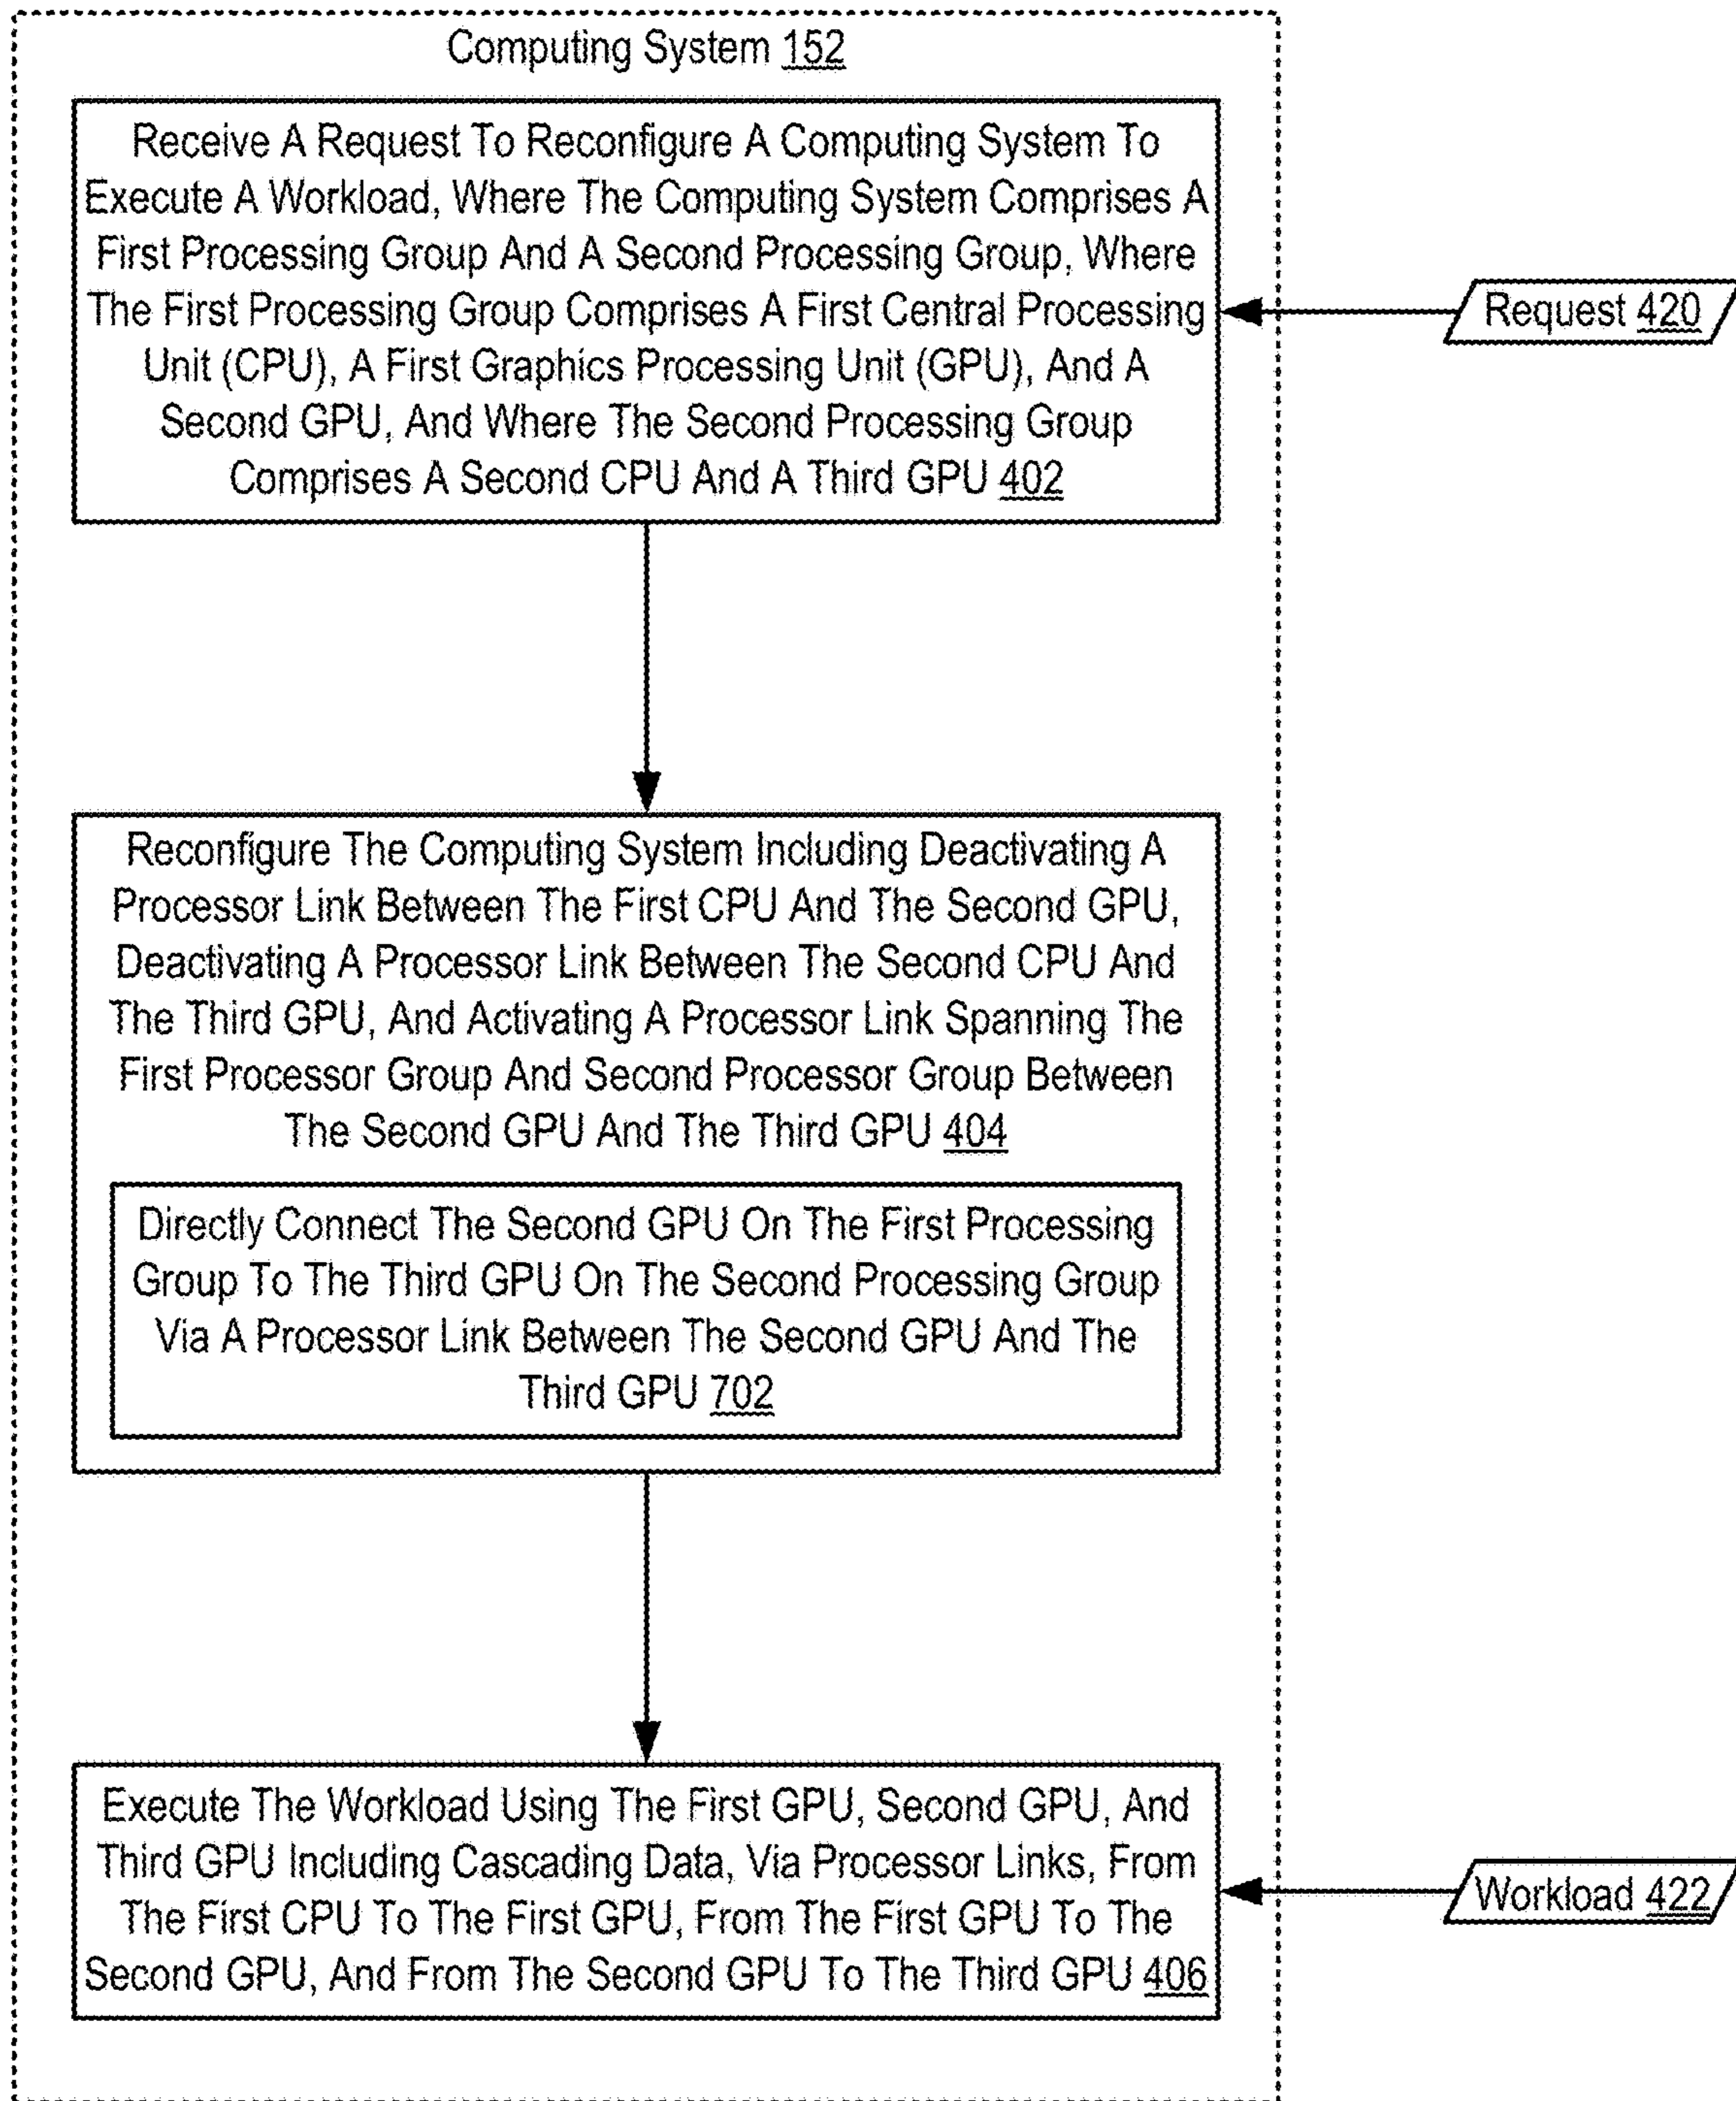 Computing System 152
Receive A Request To Reconfigure A Computing System To
Execute A Workload, Where The Computing System Comprises A
First Processing Group And A Second Processing Group, Where
The First Processing Group Comprises A First Central Processing
Unit (CPU), A First Graphics Processing Unit (GPU), And A
Second GPU, And Where The Second Processing Group
Comprises A Second CPU And A Third GPU 402
Request 420
Reconfigure The Computing System Including Deactivating A
Processor Link Between The First CPU And The Second GPU,
Deactivating A Processor Link Between The Second CPU And
The Third GPU, And Activating A Processor Link Spanning The
First Processor Group And Second Processor Group Between
The Second GPU And The Third GPU 404
Directly Connect The Second GPU On The First Processing
Group To The Third GPU On The Second Processing Group
Via A Processor Link Between The Second GPU And The
Third GPU 702
Execute The Workload Using The First GPU, Second GPU, And
Third GPU Including Cascading Data, Via Processor Links, From
The First CPU To The First GPU, From The First GPU To The
Second GPU, And From The Second GPU To The Third GPU 406
Workload 422